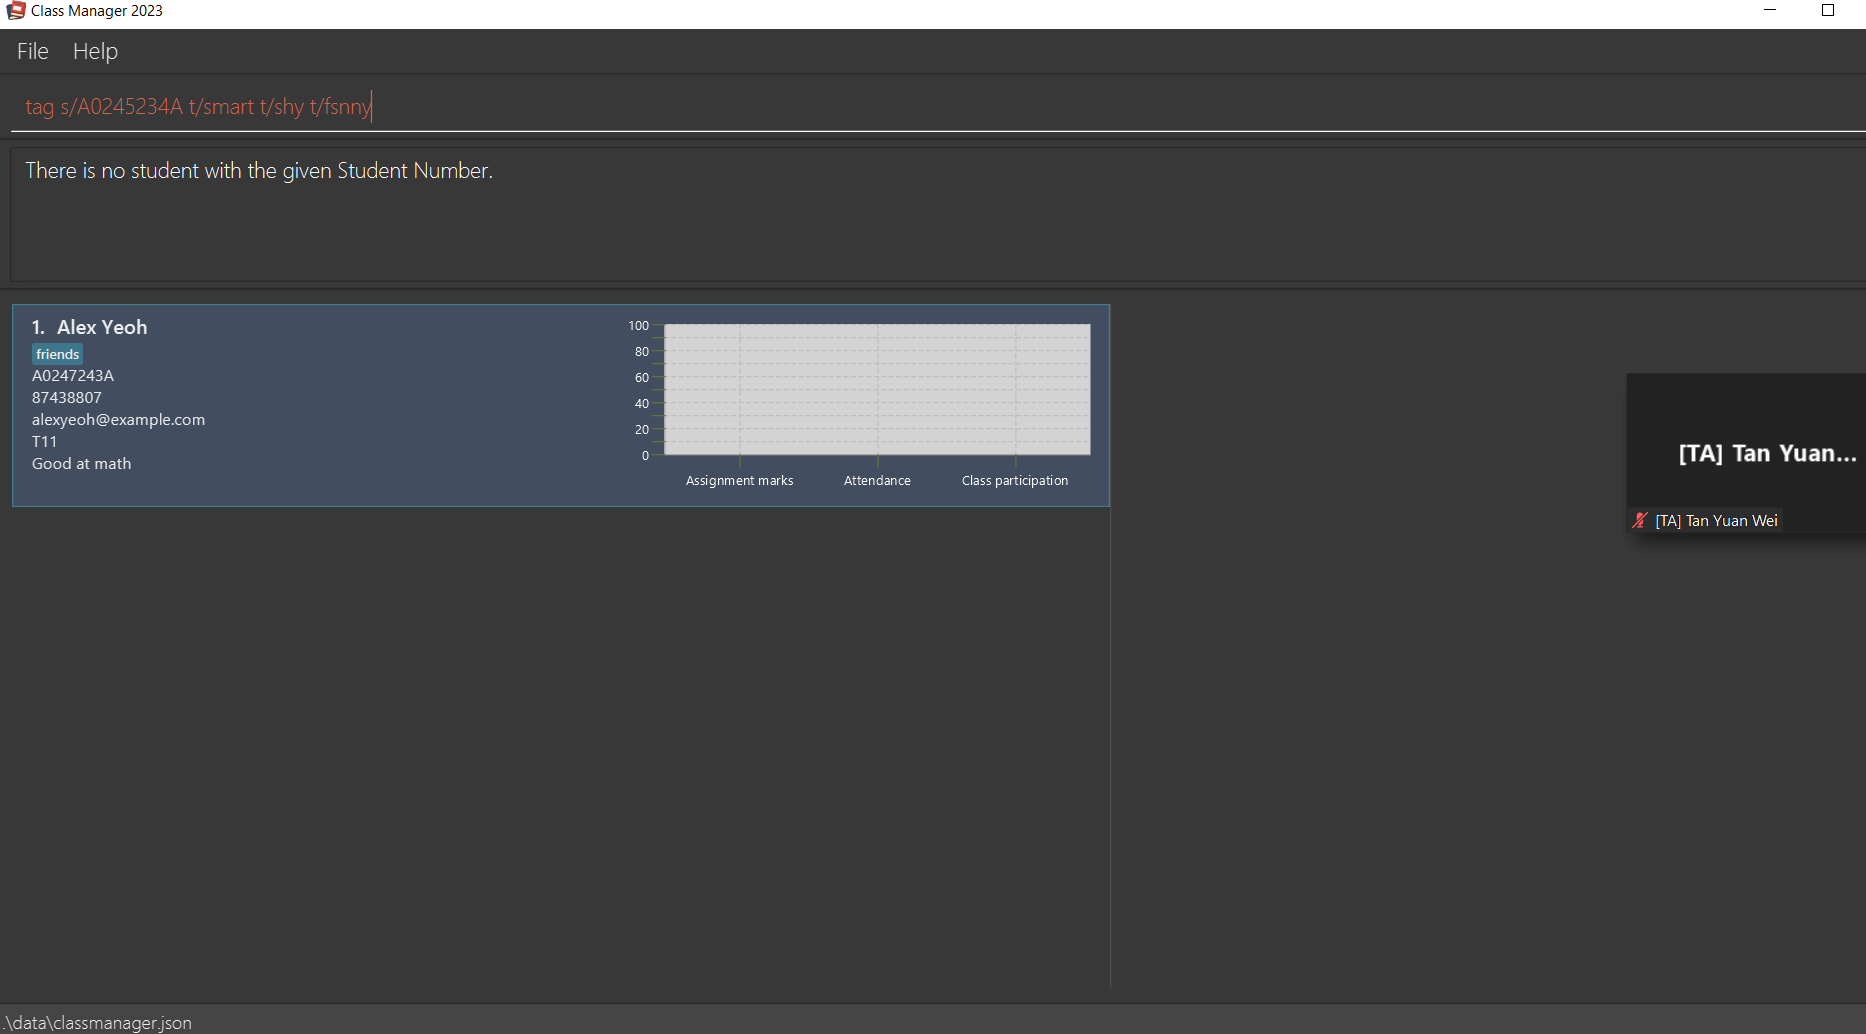 Class Manager 2023
File Help
tag s/A0245234A t/smart t/shy t/fsnny
There is no student with the given Student Number.
1. Alex Yeoh
friends
A0247243A
87438807
alexyeoh@example.com
T11
Good at math
100
80
60
40
20
0
Assignment marks Attendance Class participation
[TA] Tan Yuan...
[TA] Tan Yuan Wei
.\data\classmanager.json